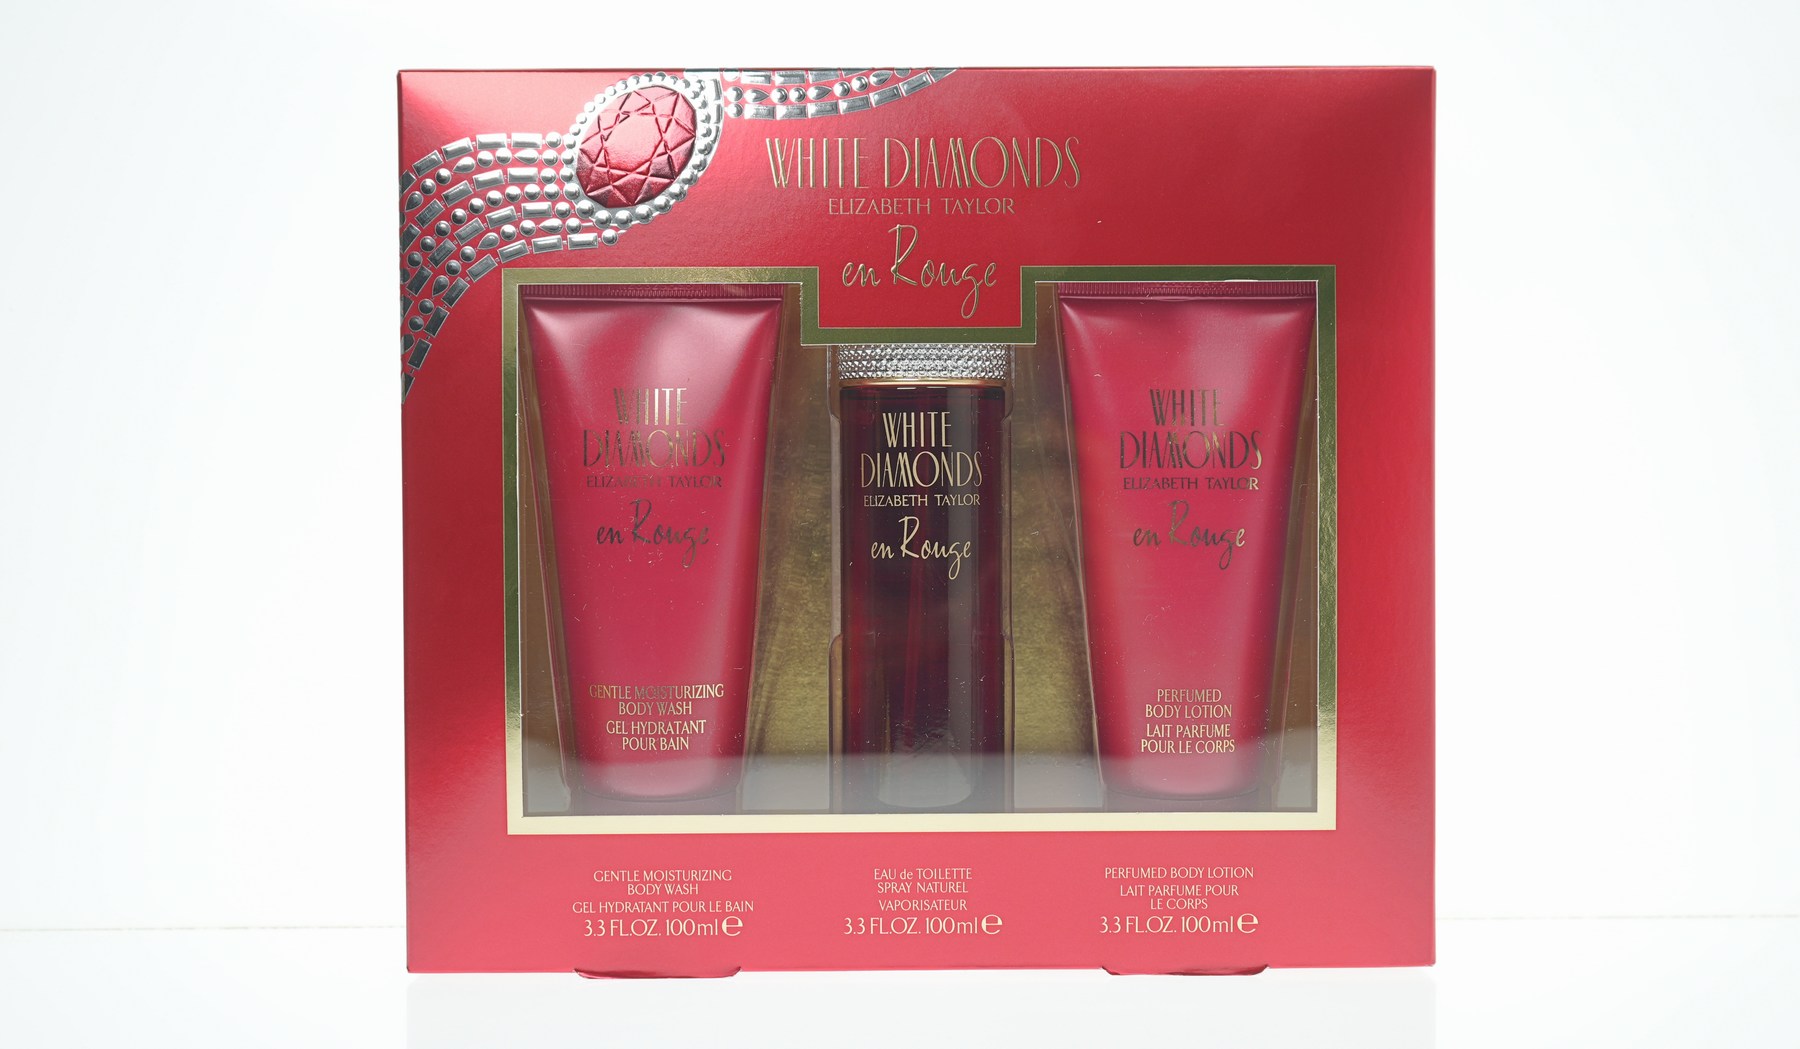 WHITE DIAMONDS
ELIZABETH TAYLOR
en Rouge
WHITE
DIAMONDS
ELIZABETH TAYLOR
en Rouge
GENTLE MOISTURIZING
BODY WASH
GEL HYDRATANT
POUR BAIN
WHITE
DIAMONDS
ELIZABETH TAYLOR
en Rouge
WHITE
DIAMONDS
ELIZABETH TAYLOR
en Rouge
PERFUMED
BODY LOTION
LAIT PARFUME
POUR LE CORPS
GENTLE MOISTURIZING
BODY WASH
GEL HYDRATANT POUR LE BAIN
3.3 FL.OZ. 100ml e
EAU de TOILETTE
SPRAY NATUREL
VAPORISATEUR
3.3 FL.OZ. 100ml e
PERFUMED BODY LOTION
LAIT PARFUME POUR
LE CORPS
3.3 FL.OZ. 100ml e